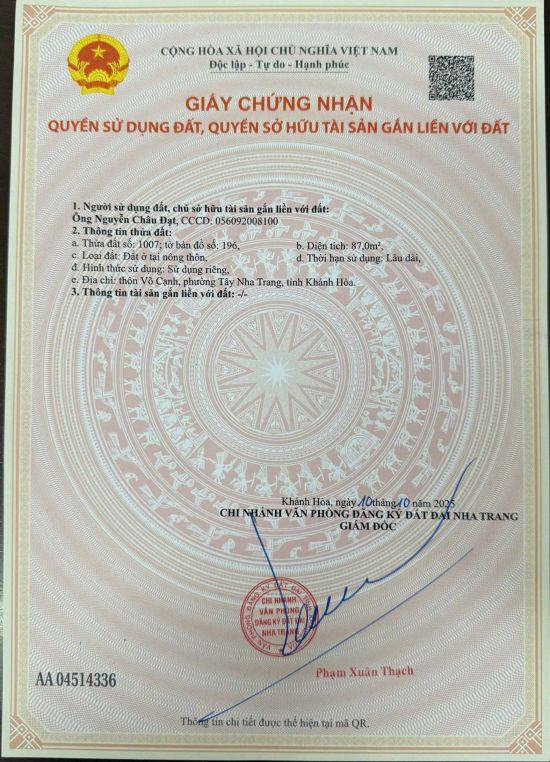 CỘNG HÒA XÃ HỘI CHỦ NGHĨA VIỆT NAM
Độc lập - Tự do - Hạnh phúc
GIẤY CHỨNG NHẬN
QUYỀN SỬ DỤNG ĐẤT, QUYỀN SỞ HỮU TÀI SẢN GẮN LIỀN VỚI ĐẤT
1. Người sử dụng đất, chủ sở hữu tài sản gắn liền với đất:
Ông Nguyễn Châu Đạt, CCCD: 056092008100
2. Thông tin thửa đất:
a. Thửa đất số: 1007; tờ bản đồ số: 196, b. Diện tích: 87,0m²,
c. Loại đất: Đất ở tại nông thôn, d. Thời hạn sử dụng: Lâu dài,
đ. Hình thức sử dụng: Sử dụng riêng,
e. Địa chỉ: thôn Võ Cạnh, phường Tây Nha Trang, tỉnh Khánh Hòa.
3. Thông tin tài sản gắn liền với đất: -/-
Khánh Hòa, ngày 10 tháng 10 năm 2025
CHI NHÁNH VĂN PHÒNG ĐĂNG KÝ ĐẤT ĐAI NHA TRANG
GIÁM ĐỐC
CHI NHÁNH
VĂN PHÒNG
ĐĂNG KÝ ĐẤT ĐAI
NHA TRANG
Phạm Xuân Thạch
AA 04514336
Thông tin chi tiết được thể hiện tại mã QR.